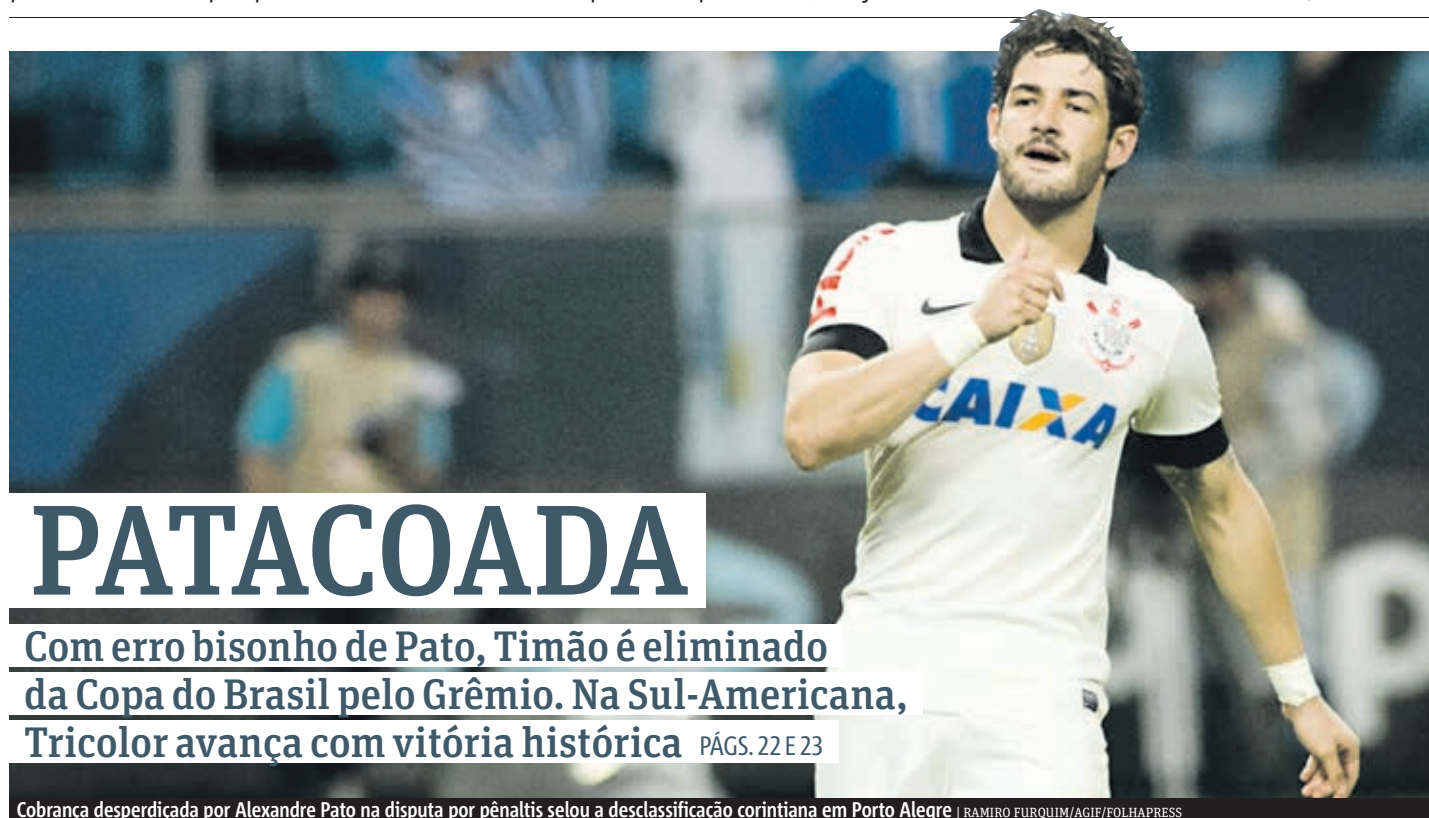 CAIXA
PATACOADA
Com erro bisonho de Pato, Timão é eliminado
da Copa do Brasil pelo Grêmio. Na Sul-Americana,
Tricolor avança com vitória histórica PÁGS. 22 E 23
Cobrança desperdiçada por Alexandre Pato na disputa por pênaltis selou a desclassificação corintiana em Porto Alegre | RAMIRO FURQUIM/AGIF/FOLHAPRESS